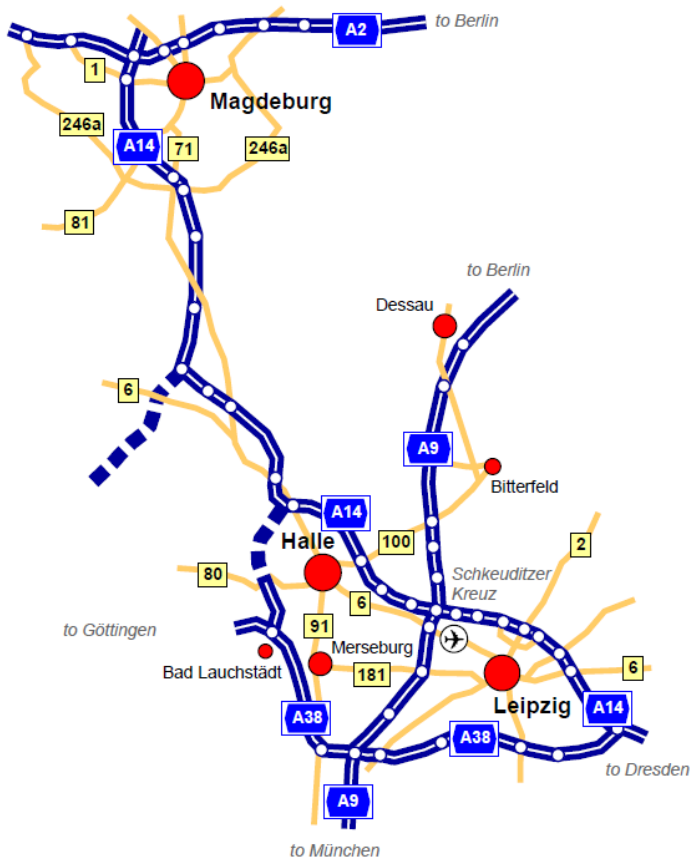 to Berlin
A2
1
Magdeburg
246a
A14
71
246a
81
to Berlin
Dessau
6
A9
Bitterfeld
A14
Halle
100
2
80
6
Schkeuditzer
Kreuz
91
to Göttingen
Merseburg
Bad Lauchstädt
181
6
Leipzig
A14
A38
A38
to Dresden
A9
to München